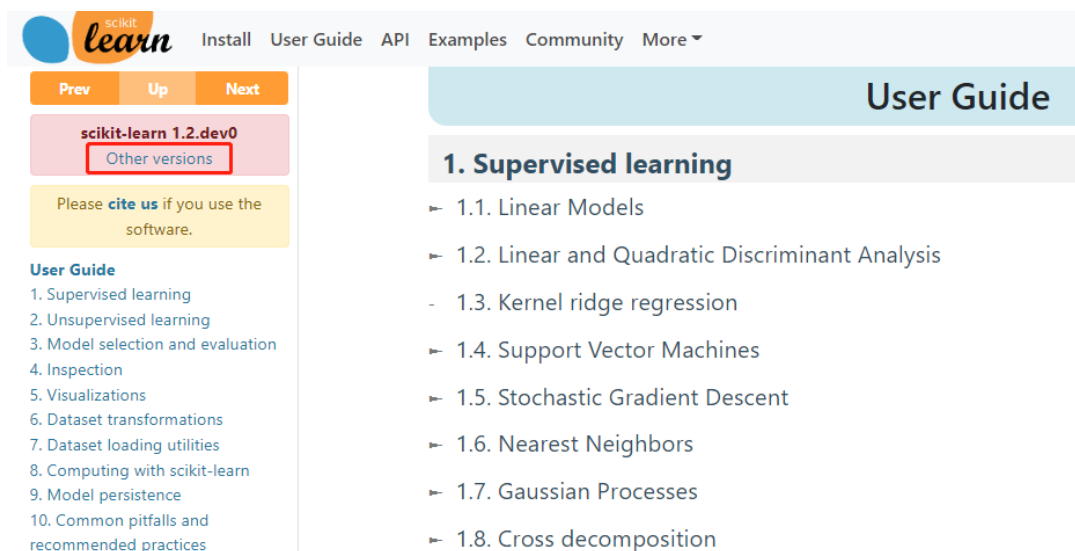 scikit
learn
Install User Guide API Examples Community More
Prev Up Next
scikit-learn 1.2.dev0
Other versions
Please cite us if you use the
software.
User Guide
1. Supervised learning
2. Unsupervised learning
3. Model selection and evaluation
4. Inspection
5. Visualizations
6. Dataset transformations
7. Dataset loading utilities
8. Computing with scikit-learn
9. Model persistence
10. Common pitfalls and
recommended practices
User Guide
1. Supervised learning
1.1. Linear Models
1.2. Linear and Quadratic Discriminant Analysis
1.3. Kernel ridge regression
1.4. Support Vector Machines
1.5. Stochastic Gradient Descent
1.6. Nearest Neighbors
1.7. Gaussian Processes
1.8. Cross decomposition